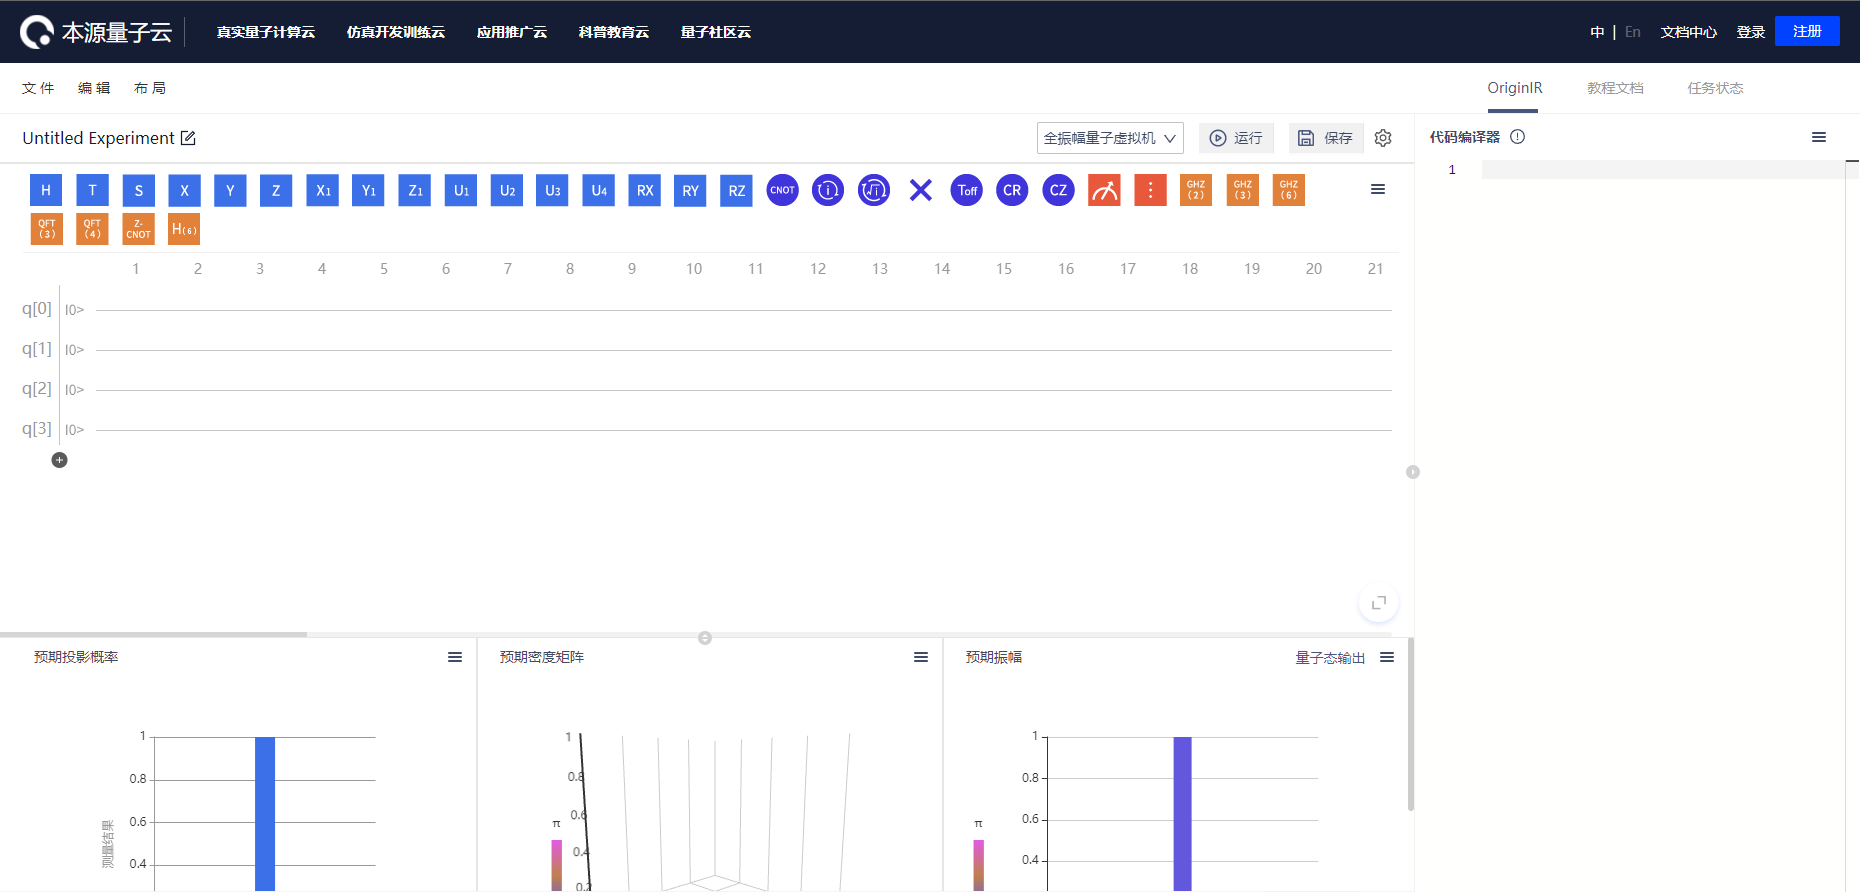 本源量子云 真实量子计算云 仿真开发训练云 应用推广云 科普教育云 量子社区云 中 | En 文档中心 登录 注册
文件 编辑 布局 OriginIR 教程文档 任务状态
Untitled Experiment 全振幅量子虚拟机 运行 保存 代码编译器
1
H T S X Y Z X1 Y1 Z1 U1 U2 U3 U4 RX RY RZ CNOT i √i Toff CR CZ GHZ (2) GHZ (3) GHZ (6)
QFT (3) QFT (4) Z-CNOT H(6)
1 2 3 4 5 6 7 8 9 10 11 12 13 14 15 16 17 18 19 20 21
q[0] |0>
q[1] |0>
q[2] |0>
q[3] |0>
预期投影概率 预期密度矩阵 预期振幅 量子态输出
测量结果
1
0.8
0.6
0.4
1
0.8
0.6
0.4
0.2
π
1
0.8
0.6
0.4
π